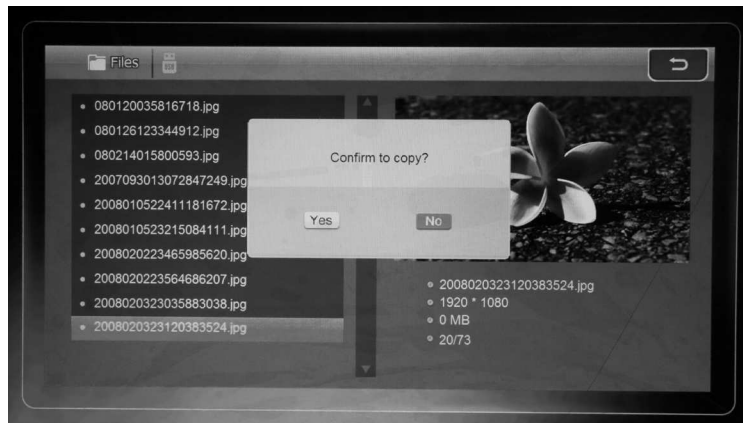 Files
080120035816718.jpg
080126123344912.jpg
080214015800593.jpg
2007093013072847249.jpg
2008010522411181672.jpg
2008010523215084111.jpg
2008020223465985620.jpg
2008020223564686207.jpg
2008020323035883038.jpg
2008020323120383524.jpg
Confirm to copy?
Yes
No
2008020323120383524.jpg
1920 * 1080
0 MB
20/73